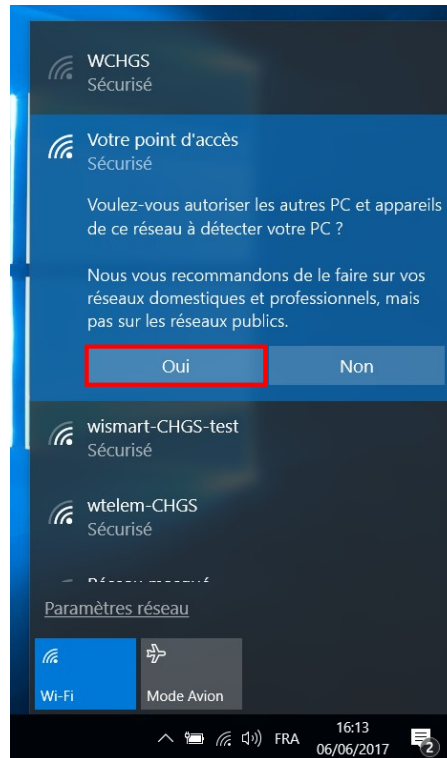 WCHGS
Sécurisé
Votre point d'accès
Sécurisé
Voulez-vous autoriser les autres PC et appareils
de ce réseau à détecter votre PC ?
Nous vous recommandons de le faire sur vos
réseaux domestiques et professionnels, mais
pas sur les réseaux publics.
Oui Non
wismart-CHGS-test
Sécurisé
wtelem-CHGS
Sécurisé
Réseau masqué
Paramètres réseau
Wi-Fi Mode Avion
FRA 16:13
06/06/2017 2